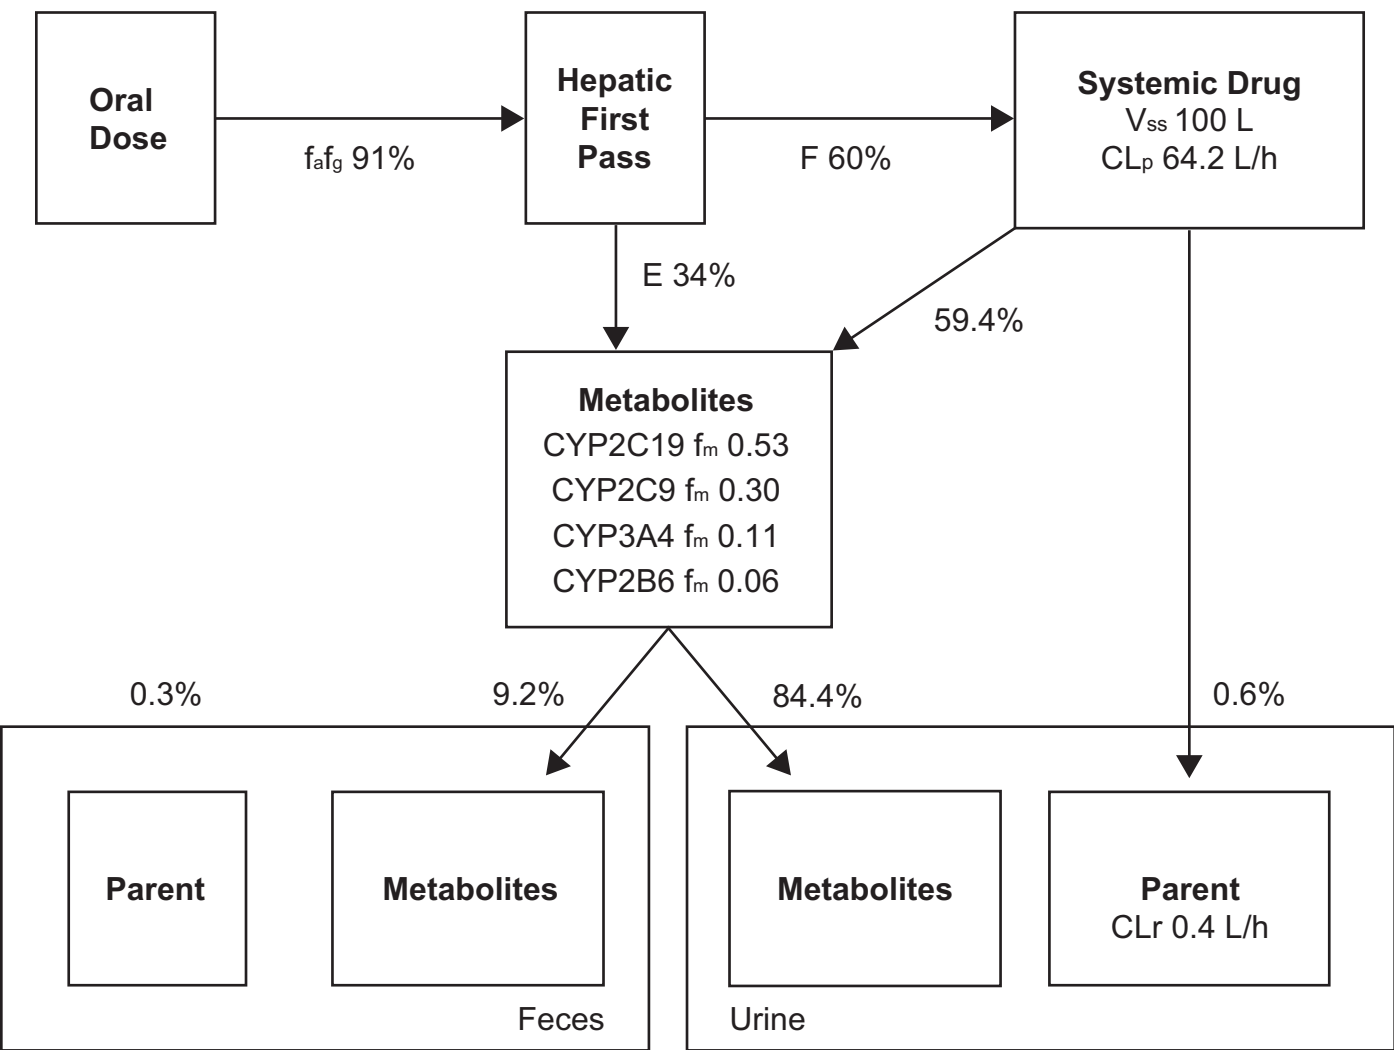 Oral
Dose
fafg 91%
Hepatic
First
Pass
F 60%
Systemic Drug
Vss 100 L
CLp 64.2 L/h
E 34%
59.4%
Metabolites
CYP2C19 fm 0.53
CYP2C9 fm 0.30
CYP3A4 fm 0.11
CYP2B6 fm 0.06
0.3%
9.2%
84.4%
0.6%
Parent
Metabolites
Metabolites
Parent
CLr 0.4 L/h
Feces
Urine